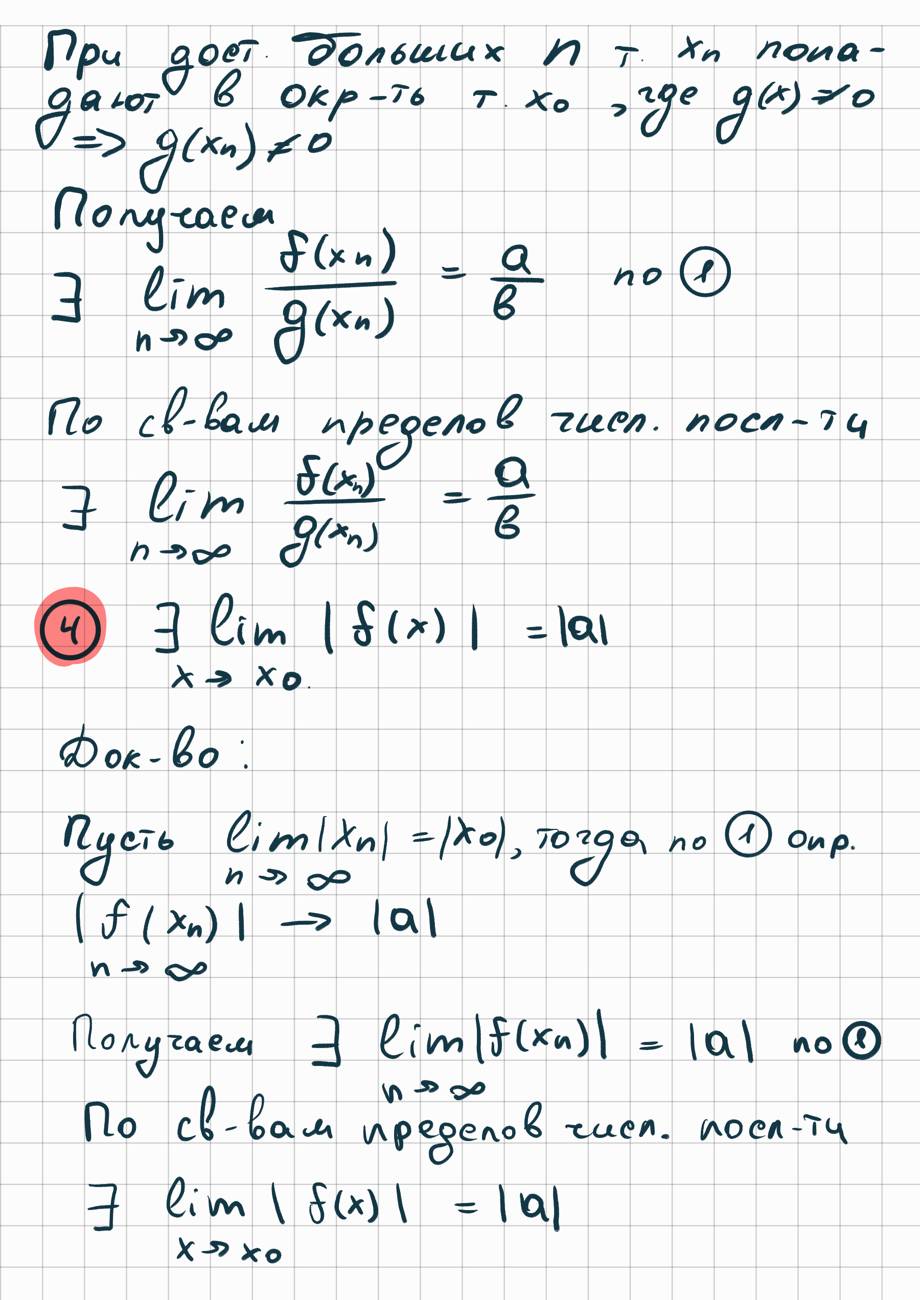 При дост. больших n т. xₙ попа-
дают в окр-ть т. x₀, где g(x) ≠ 0
=> g(xₙ) ≠ 0
Получаем
∃ lim f(xₙ)/g(xₙ) = a/в по ①
n→∞
По св-вам пределов числ. посл-ти
∃ lim f(xₙ)/g(xₙ) = a/в
n→∞
④ ∃ lim |f(x)| = |a|
x→x₀.
Док-во:
Пусть lim|xₙ| = |x₀|, тогда по ① опр.
n→∞
|f(xₙ)| → |a|
n→∞
Получаем ∃ lim|f(xₙ)| = |a| по ①
n→∞
По св-вам пределов числ. посл-ти
∃ lim |f(x)| = |a|
x→x₀